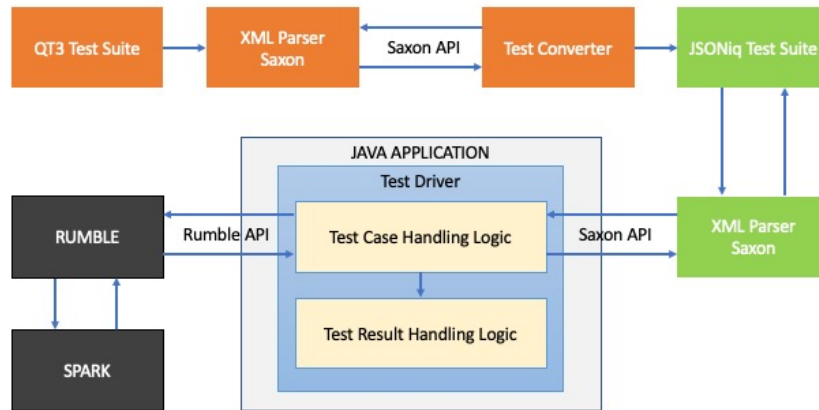 QT3 Test Suite
XML Parser
Saxon
Saxon API
Test Converter
JSONiq Test Suite
JAVA APPLICATION
Test Driver
RUMBLE
Rumble API
Test Case Handling Logic
Saxon API
XML Parser
Saxon
Test Result Handling Logic
SPARK